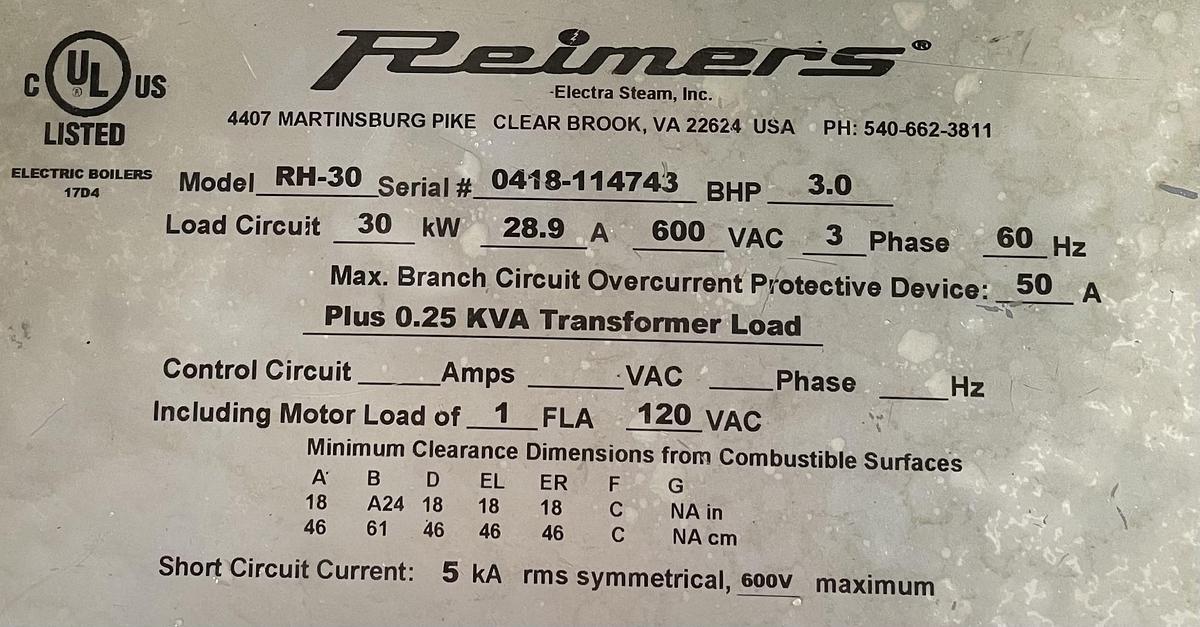 C UL ® US
LISTED
ELECTRIC BOILERS
17D4
Reimers®
Electra Steam, Inc.
4407 MARTINSBURG PIKE CLEAR BROOK, VA 22624 USA PH: 540-662-3811
Model RH-30 Serial # 0418-114743 BHP 3.0
Load Circuit 30 kW 28.9 A 600 VAC 3 Phase 60 Hz
Max. Branch Circuit Overcurrent Protective Device: 50 A
Plus 0.25 KVA Transformer Load
Control Circuit ____ Amps ____ VAC ____ Phase ____ Hz
Including Motor Load of 1 FLA 120 VAC
Minimum Clearance Dimensions from Combustible Surfaces
A B D EL ER F G
18 A24 18 18 18 C NA in
46 61 46 46 46 C NA cm
Short Circuit Current: 5 kA rms symmetrical, 600V maximum